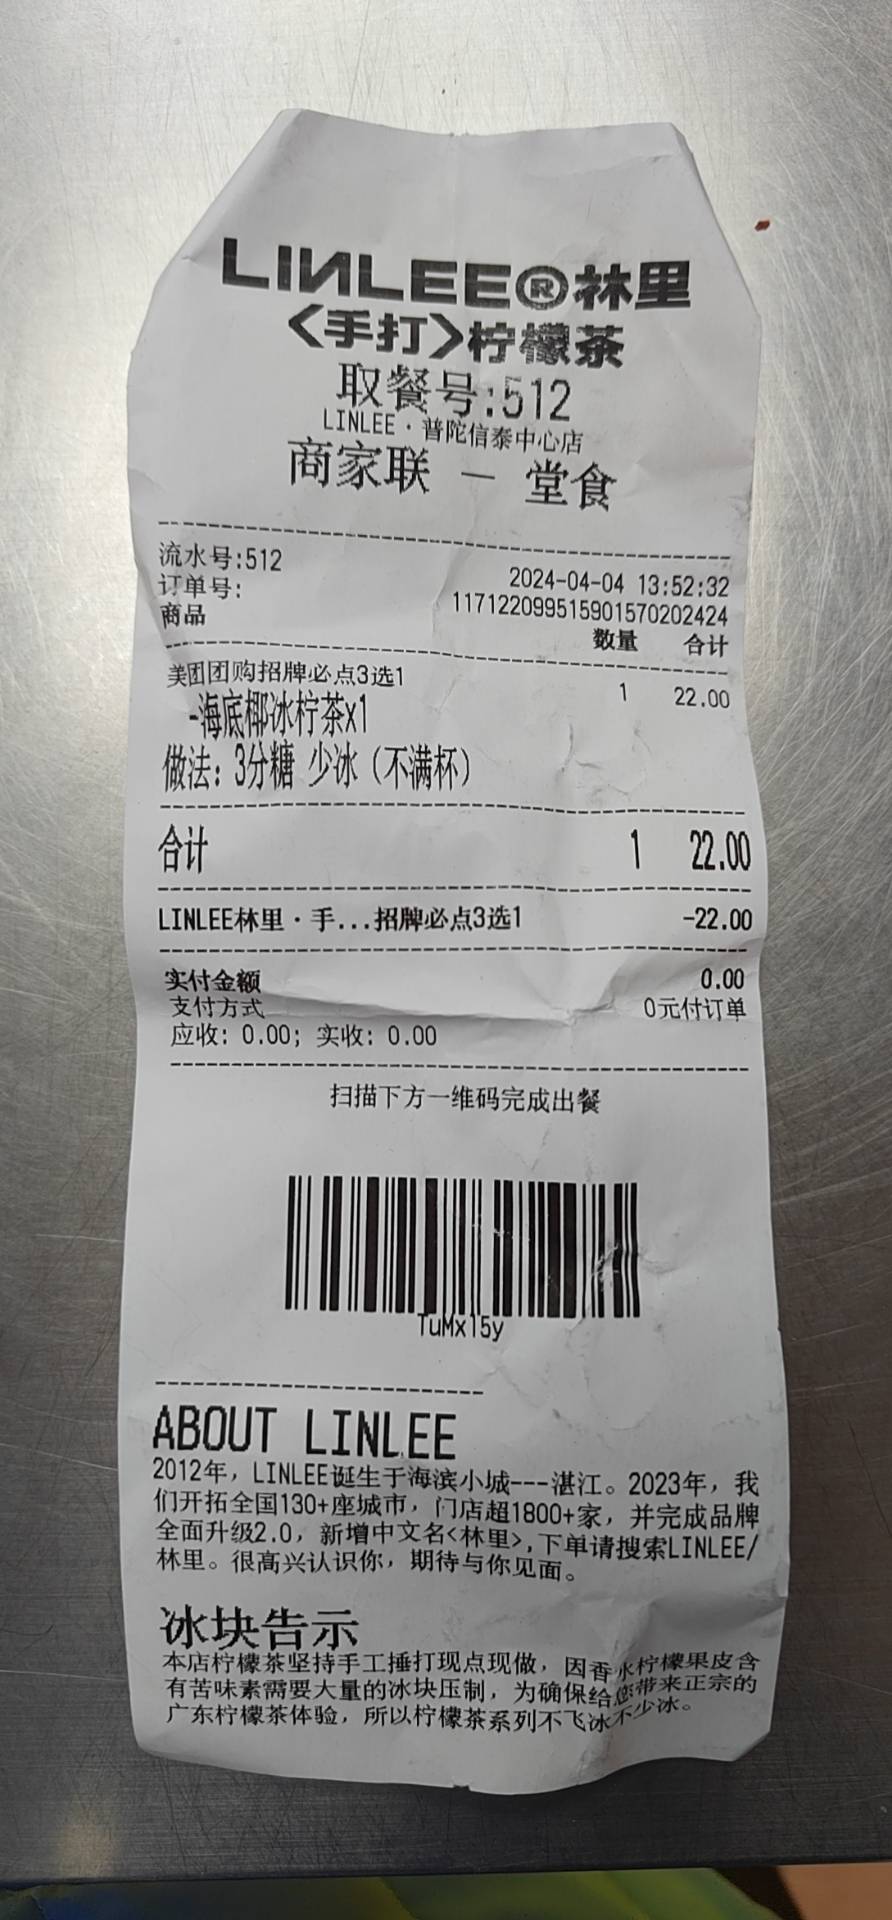 LINLEE®林里
<手打>柠檬茶
取餐号:512
LINLEE·普陀信泰中心店
商家联 — 堂食
流水号:512
2024-04-04 13:52:32
订单号: 117122099515901570202424
商品 数量 合计
美团团购招牌必点3选1 1 22.00
-海底椰冰柠茶x1
做法: 3分糖 少冰（不满杯）
合计 1 22.00
LINLEE林里·手...招牌必点3选1 -22.00
实付金额 0.00
支付方式 0元付订单
应收: 0.00; 实收: 0.00
扫描下方一维码完成出餐
TuMx15y
ABOUT LINLEE
2012年，LINLEE诞生于海滨小城---湛江。2023年，我
们开拓全国130+座城市，门店超1800+家，并完成品牌
全面升级2.0，新增中文名<林里>,下单请搜索LINLEE/
林里。很高兴认识你，期待与你见面。
冰块告示
本店柠檬茶坚持手工捶打现点现做，因香水柠檬果皮含
有苦味素需要大量的冰块压制，为确保给您带来正宗的
广东柠檬茶体验，所以柠檬茶系列不飞冰不少冰。